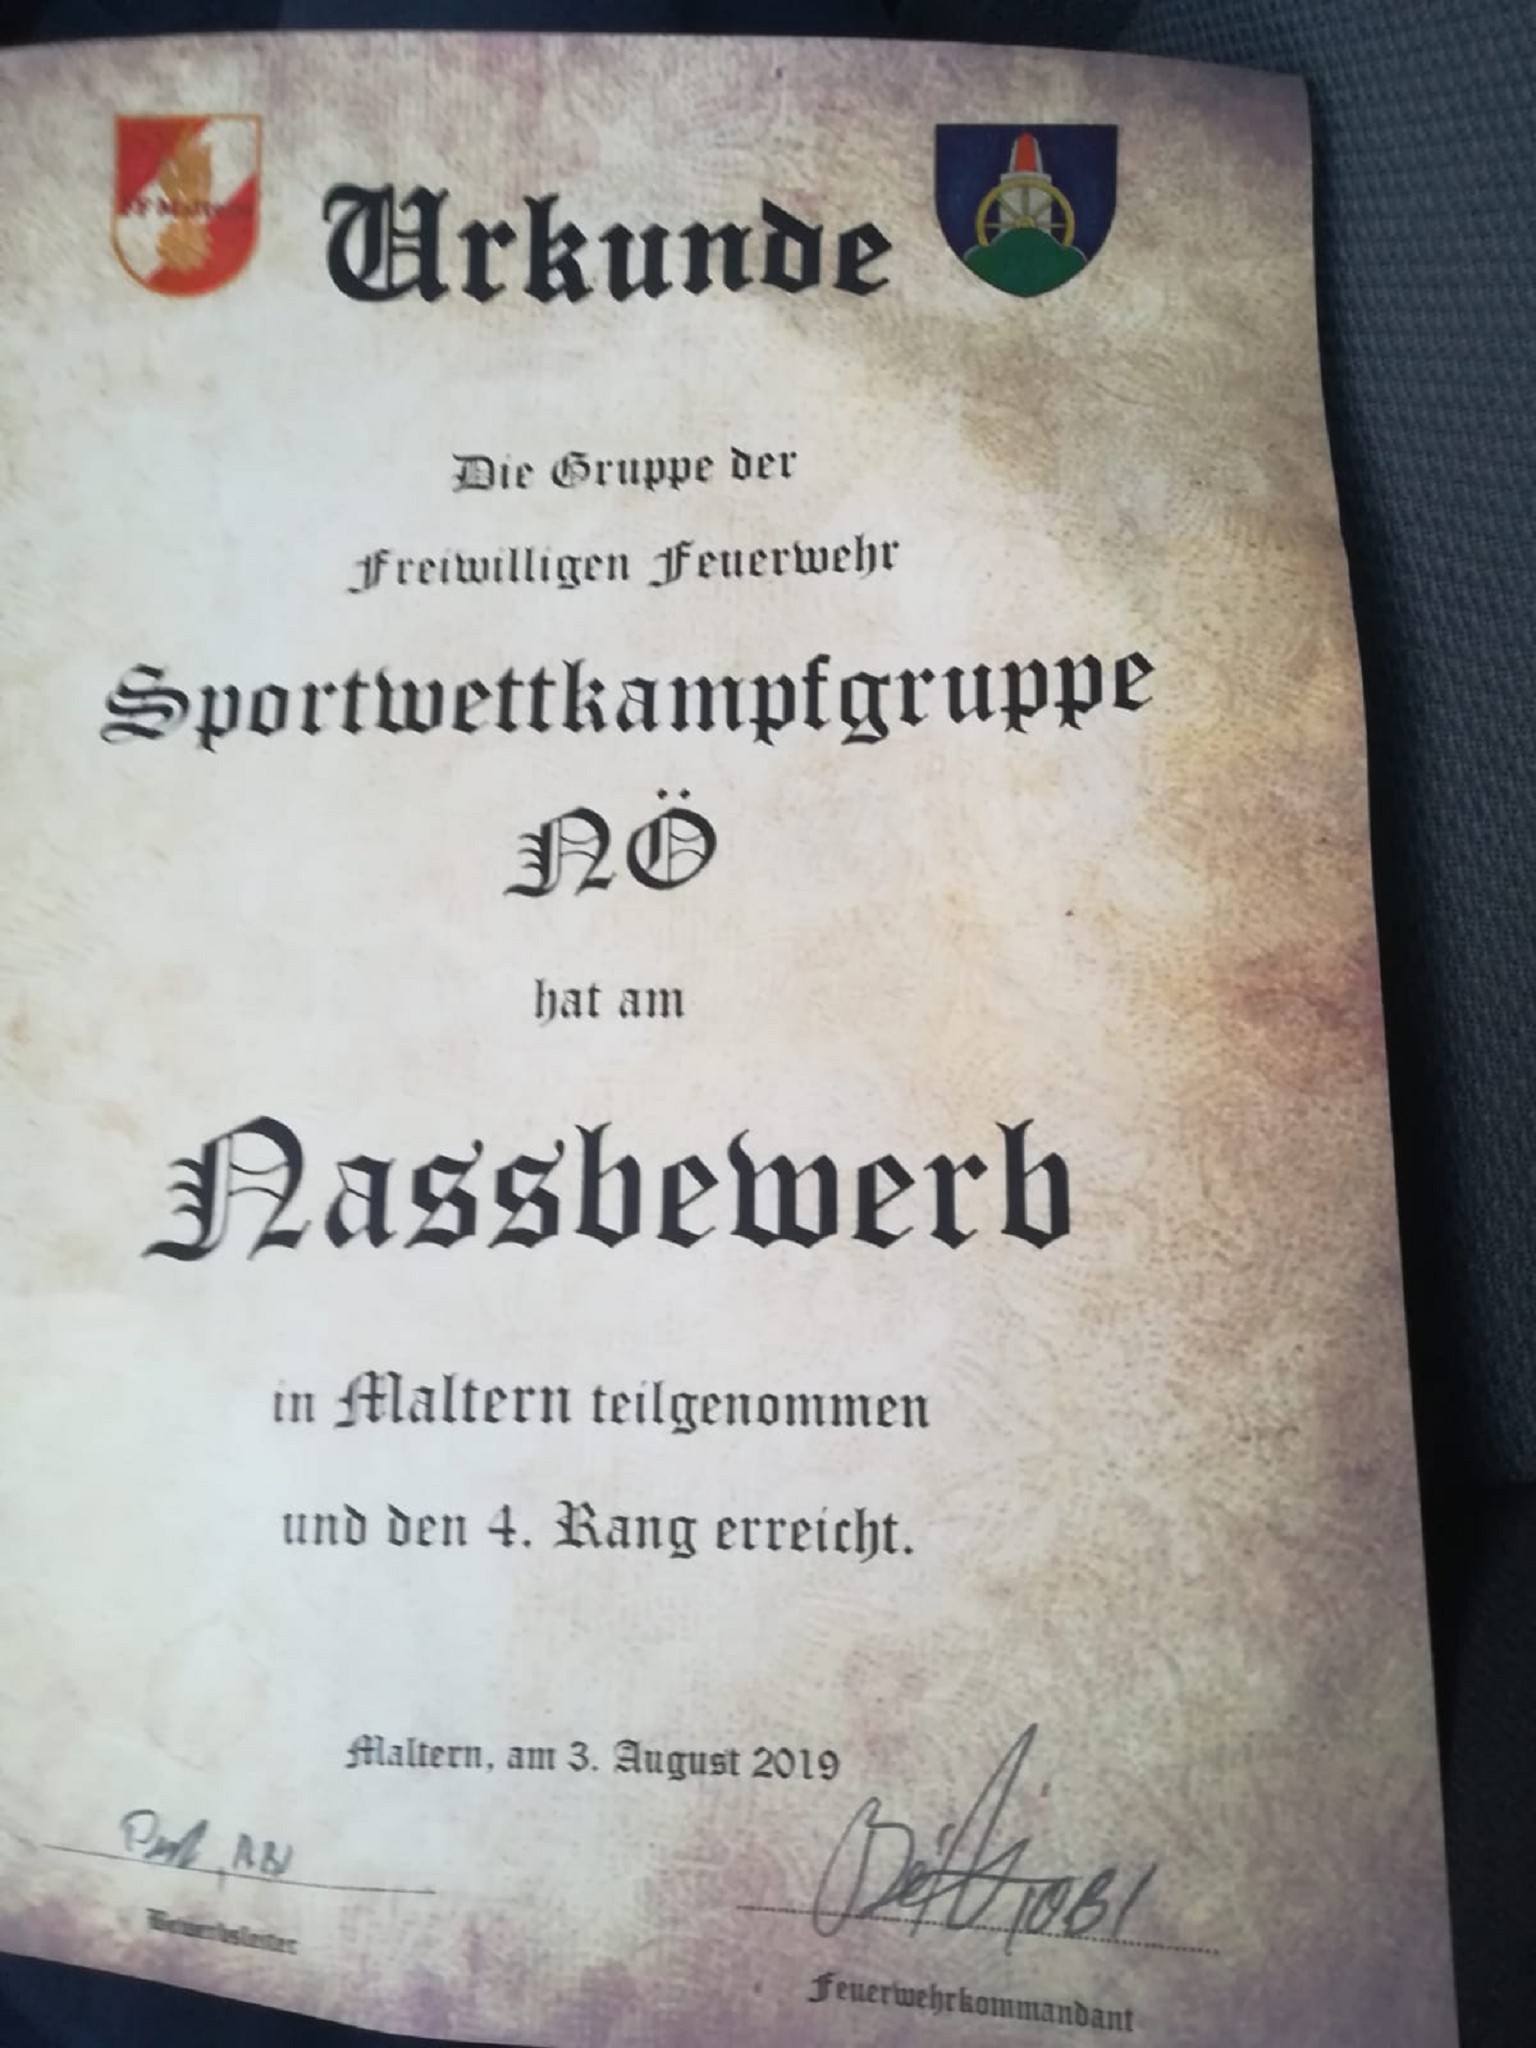 Urkunde
Die Gruppe der
Freiwilligen Feuerwehr
Sportwettkampfgruppe
NÖ
hat am
Nassbewerb
in Maltern teilgenommen
und den 4. Rang erreicht.
Maltern, am 3. August 2019
Bewerbsleiter
Feuerwehrkommandant